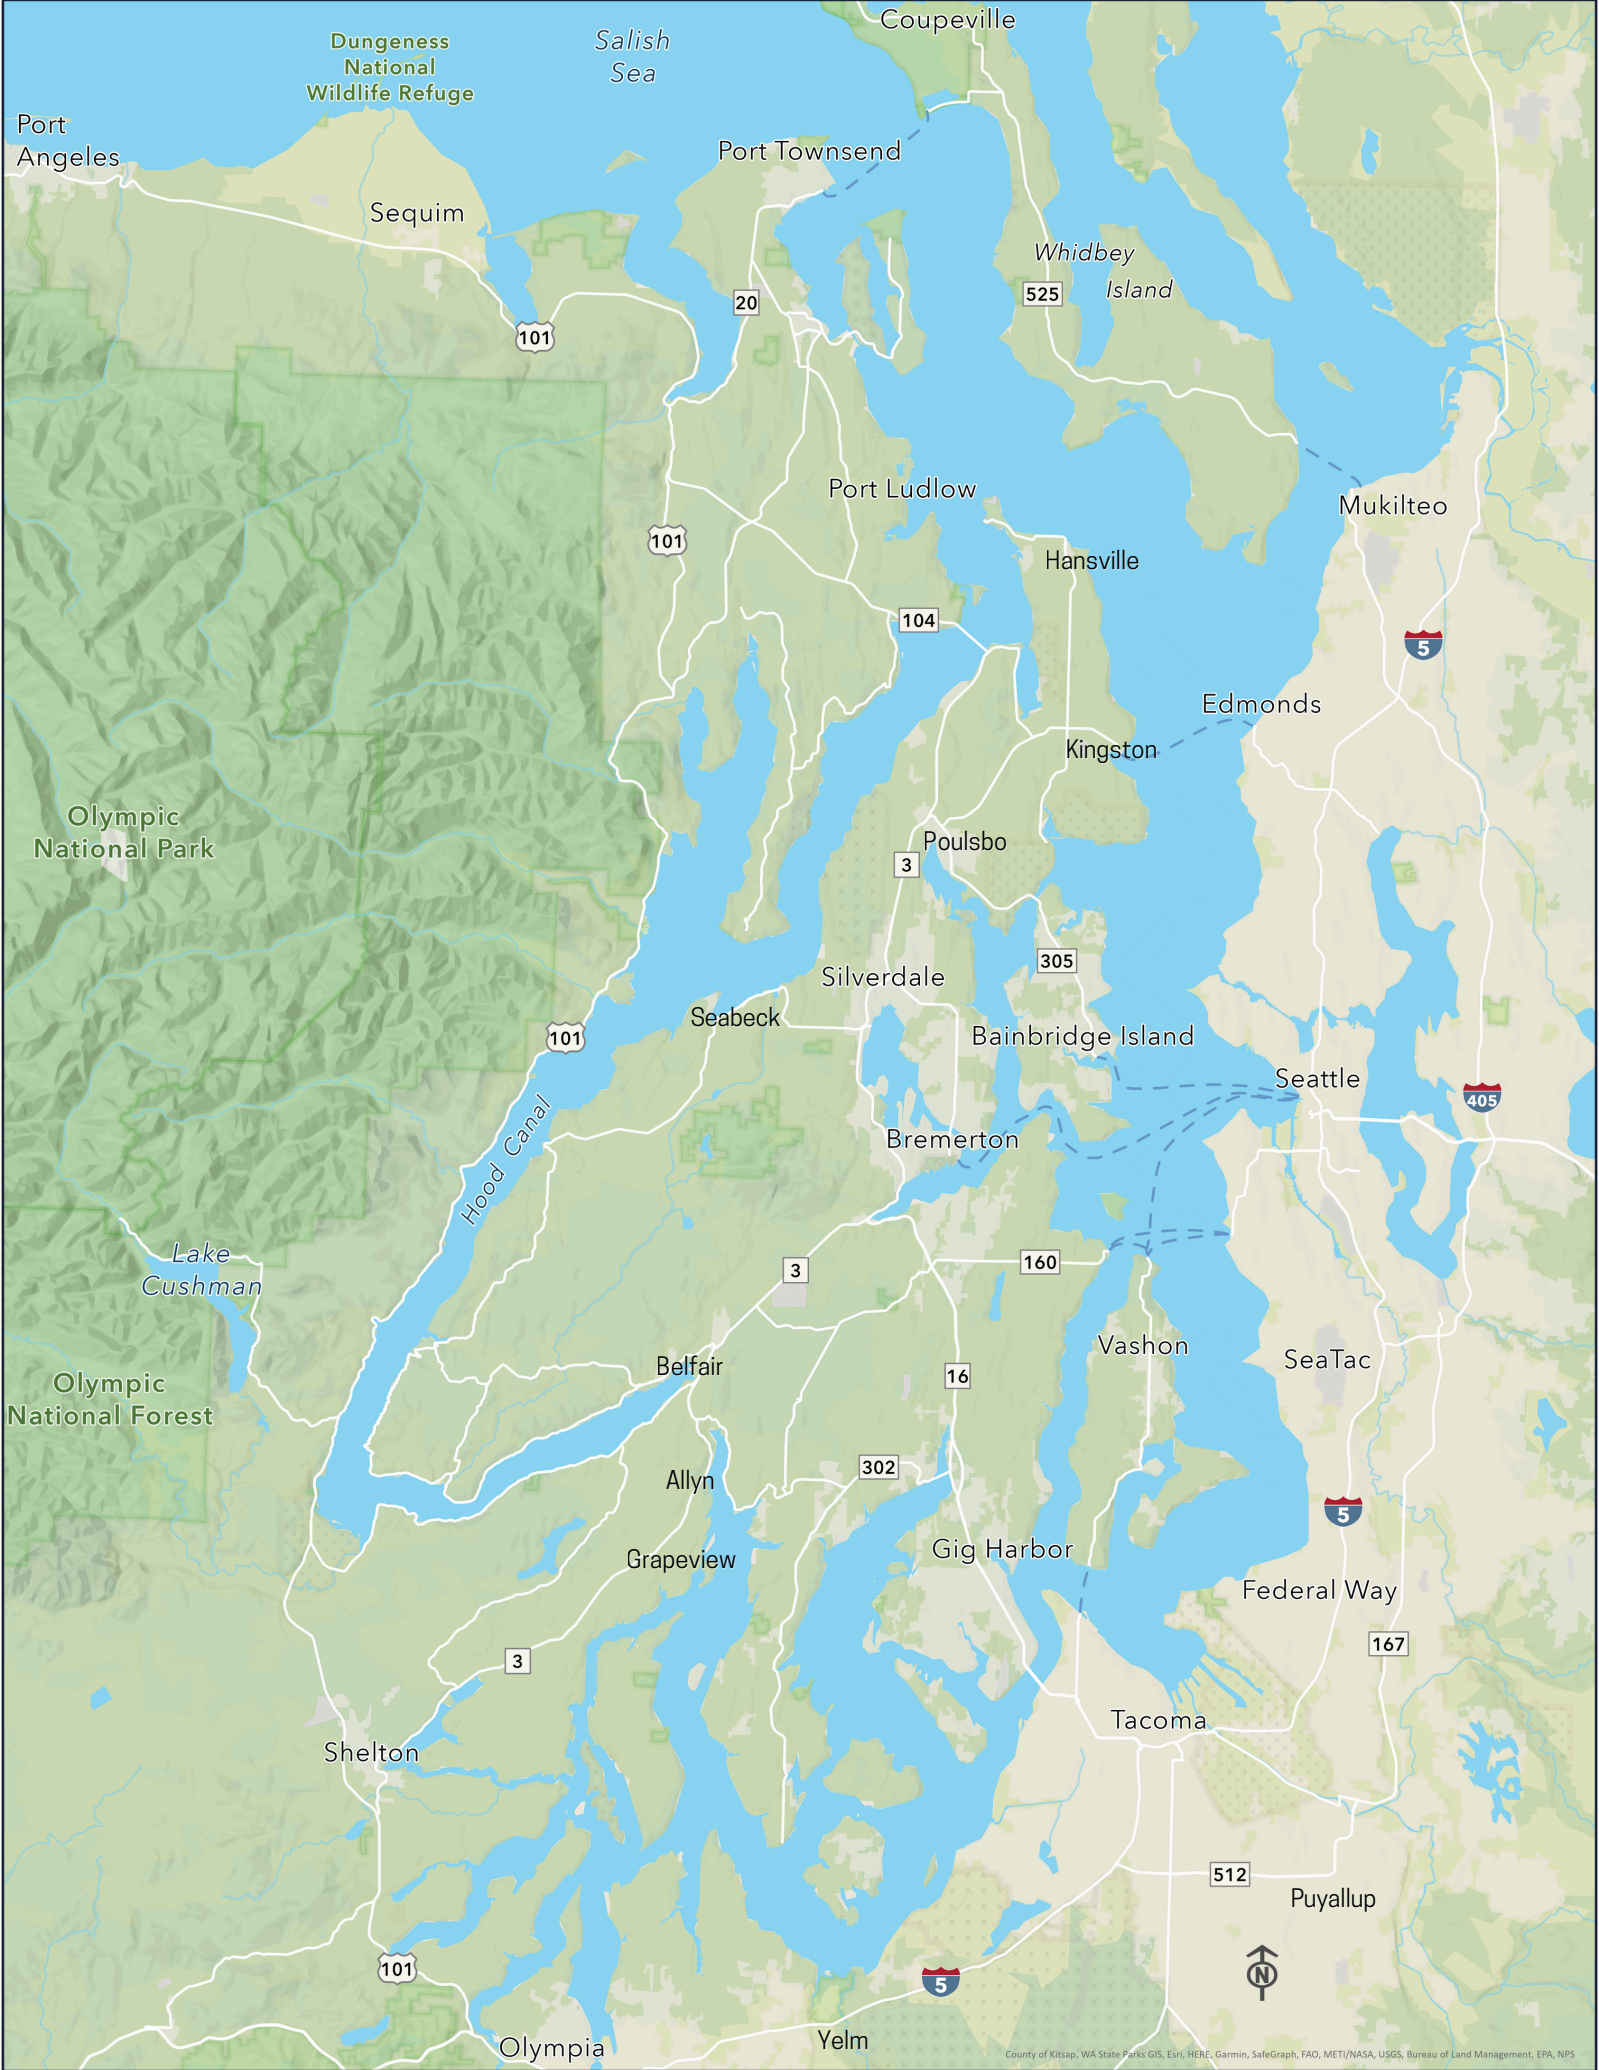 Coupeville
Dungeness
National
Wildlife Refuge
Salish
Sea
Port
Angeles
Port Townsend
Sequim
Whidbey
Island
525
20
101
Port Ludlow
Mukilteo
101
Hansville
104
5
Edmonds
Kingston
Olympic
National Park
Poulsbo
3
305
Silverdale
Seabeck
101
Bainbridge Island
Seattle
405
Hood Canal
Bremerton
Lake
Cushman
3
160
Vashon
SeaTac
Belfair
16
Olympic
National Forest
302
Allyn
5
Gig Harbor
Grapeview
Federal Way
167
3
Tacoma
Shelton
512
Puyallup
101
5
N
Yelm
Olympia
County of Kitsap, WA State Parks GIS, Esri, HERE, Garmin, SafeGraph, FAO, METI/NASA, USGS, Bureau of Land Management, EPA, NPS